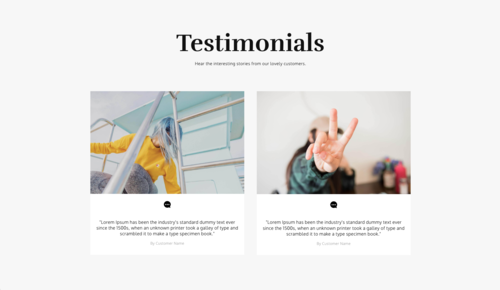 Testimonials
Hear the interesting stories from our lovely customers.
"Lorem Ipsum has been the industry's standard dummy text ever
since the 1500s, when an unknown printer took a galley of type and
scrambled it to make a type specimen book."
By Customer Name
"Lorem Ipsum has been the industry's standard dummy text ever
since the 1500s, when an unknown printer took a galley of type and
scrambled it to make a type specimen book."
By Customer Name